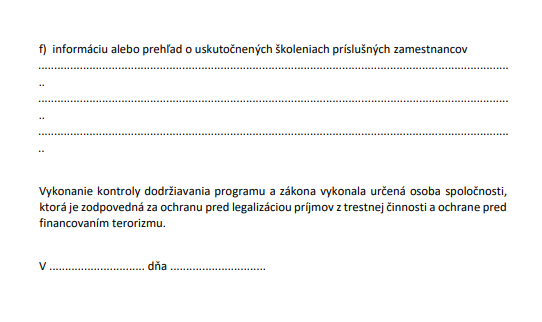 f) informáciu alebo prehľad o uskutočnených školeniach príslušných zamestnancov
...................................................................................................................................................
..
...................................................................................................................................................
..
...................................................................................................................................................
..
Vykonanie kontroly dodržiavania programu a zákona vykonala určená osoba spoločnosti,
ktorá je zodpovedná za ochranu pred legalizáciou príjmov z trestnej činnosti a ochrane pred
financovaním terorizmu.
V .............................. dňa ..............................